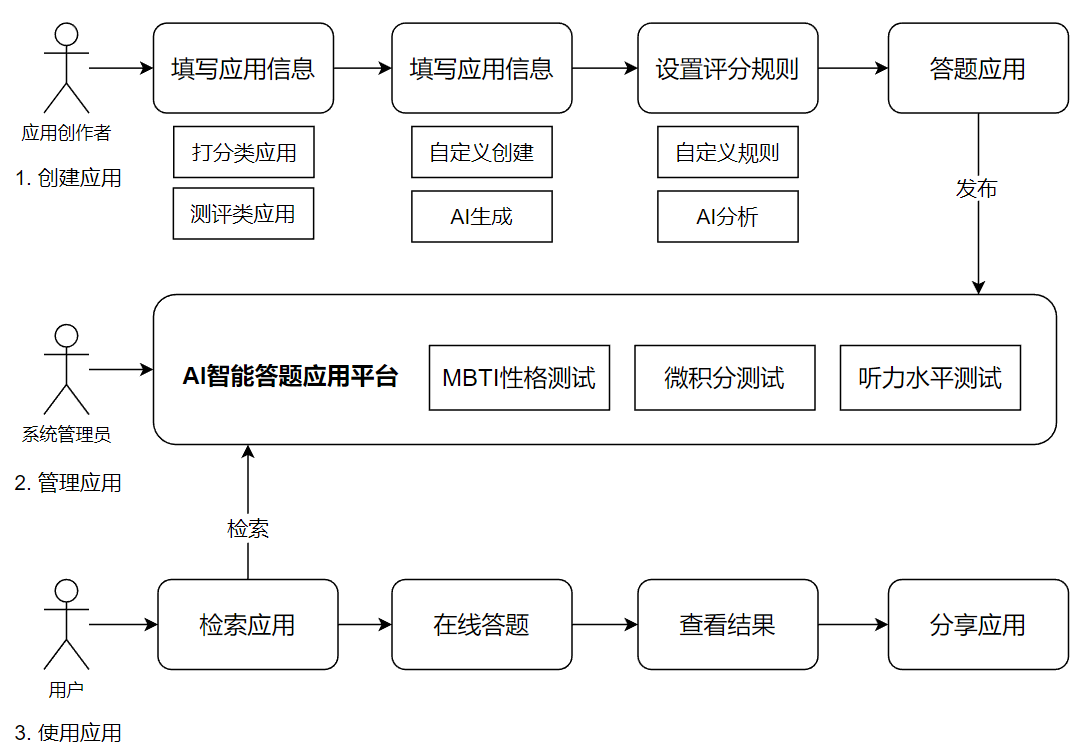 填写应用信息
填写应用信息
设置评分规则
答题应用
应用创作者
打分类应用
自定义创建
自定义规则
1. 创建应用
发布
测评类应用
AI生成
AI分析
AI智能答题应用平台
MBTI性格测试
微积分测试
听力水平测试
系统管理员
2. 管理应用
检索
检索应用
在线答题
查看结果
分享应用
用户
3. 使用应用